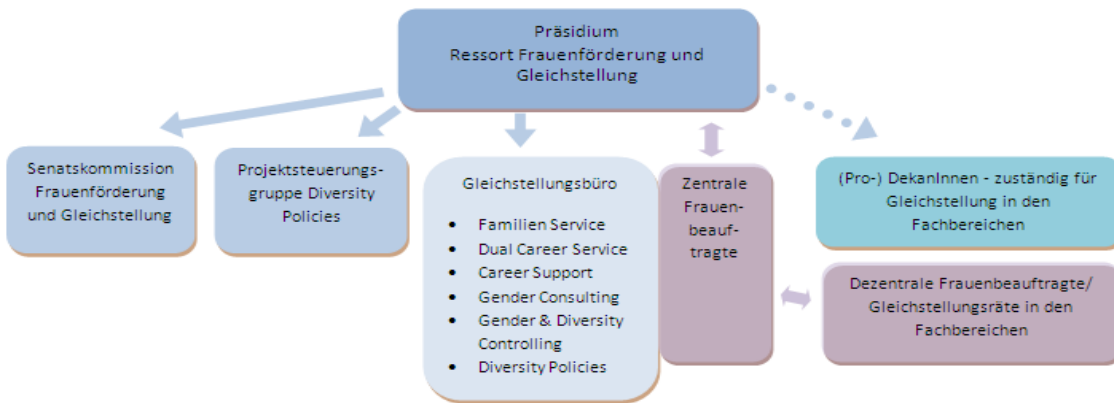 Präsidium
Ressort Frauenförderung und
Gleichstellung
Senatskommission
Frauenförderung
und Gleichstellung
Projektsteuerungs-
gruppe Diversity
Policies
Gleichstellungsbüro
• Familien Service
• Dual Career Service
• Career Support
• Gender Consulting
• Gender & Diversity
Controlling
• Diversity Policies
Zentrale
Frauen-
beauf-
tragte
(Pro-) DekanInnen - zuständig für
Gleichstellung in den
Fachbereichen
Dezentrale Frauenbeauftragte/
Gleichstellungsräte in den
Fachbereichen